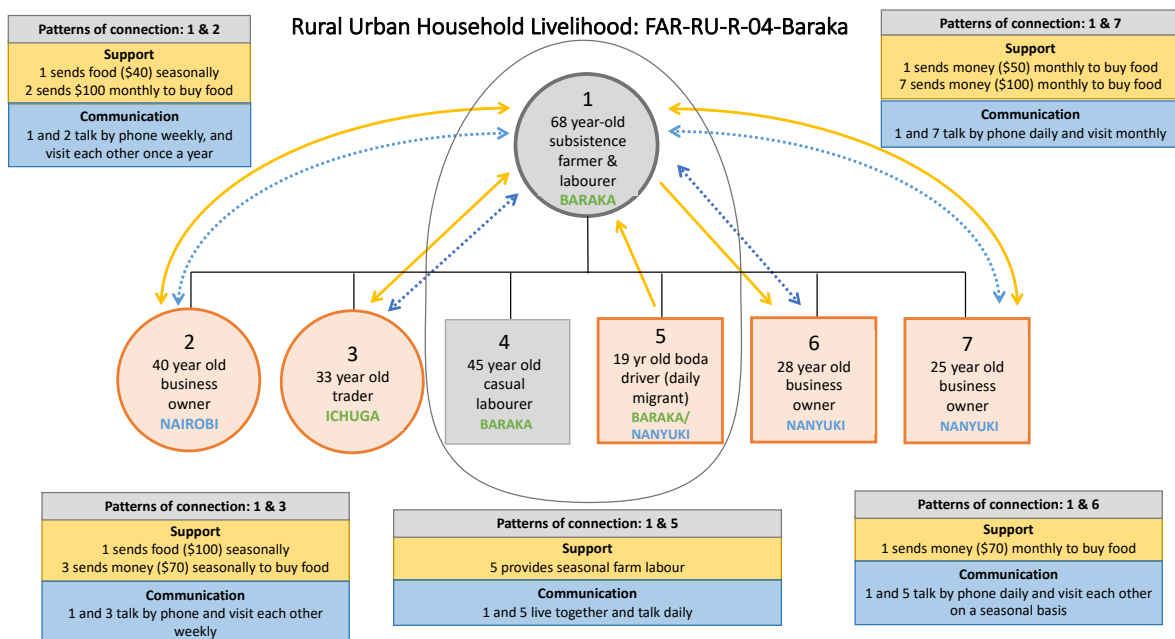 Rural Urban Household Livelihood: FAR-RU-R-04-Baraka
Patterns of connection: 1 & 2
Support
1 sends food ($40) seasonally
2 sends $100 monthly to buy food
Communication
1 and 2 talk by phone weekly, and
visit each other once a year
Patterns of connection: 1 & 7
Support
1 sends money ($50) monthly to buy food
7 sends money ($100) monthly to buy food
Communication
1 and 7 talk by phone daily and visit monthly
1
68 year-old
subsistence
farmer &
labourer
BARAKA
2
40 year old
business
owner
NAIROBI
3
33 year old
trader
ICHUGA
4
45 year old
casual
labourer
BARAKA
5
19 yr old boda
driver (daily
migrant)
BARAKA/
NANYUKI
6
28 year old
business
owner
NANYUKI
7
25 year old
business
owner
NANYUKI
Patterns of connection: 1 & 3
Support
1 sends food ($100) seasonally
3 sends money ($70) seasonally to buy food
Communication
1 and 3 talk by phone and visit each other
weekly
Patterns of connection: 1 & 5
Support
5 provides seasonal farm labour
Communication
1 and 5 live together and talk daily
Patterns of connection: 1 & 6
Support
1 sends money ($70) monthly to buy food
Communication
1 and 5 talk by phone daily and visit each other
on a seasonal basis